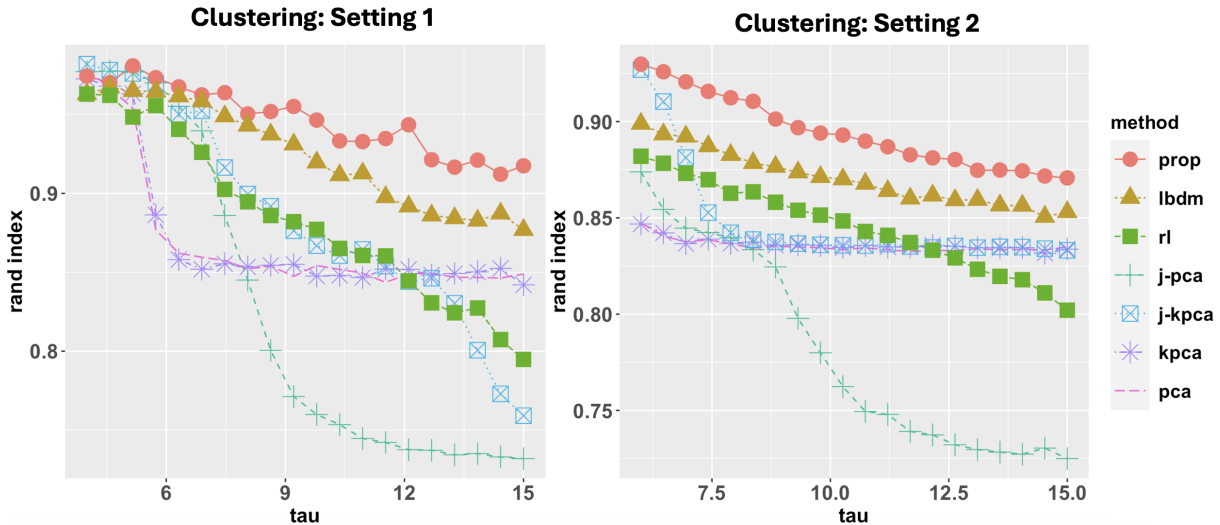 Clustering: Setting 1
rand index
0.9
0.8
6 9 12 15
tau
Clustering: Setting 2
rand index
0.90
0.85
0.80
0.75
7.5 10.0 12.5 15.0
tau
method
prop
lbdm
rl
j-pca
j-kpca
kpca
pca